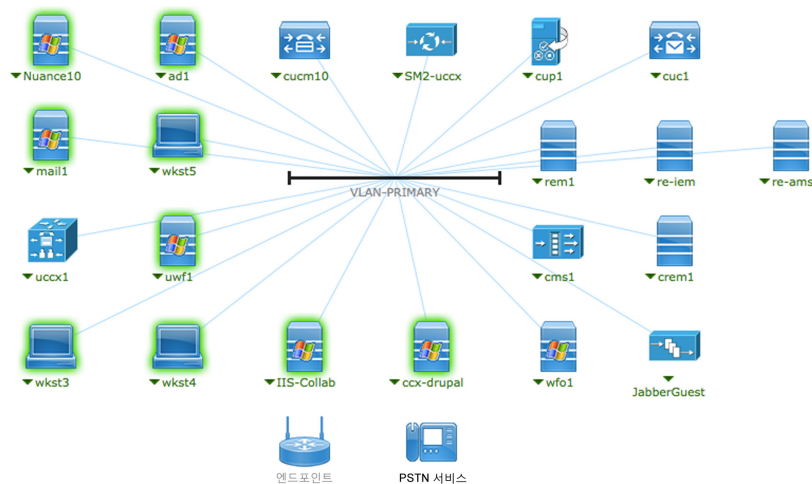 Nuance10
ad1
cucm10
SM2-uccx
cup1
cuc1
mail1
wkst5
rem1
re-iem
re-ams
VLAN-PRIMARY
uccx1
uwf1
cms1
crem1
wkst3
wkst4
IIS-Collab
ccx-drupal
wfo1
JabberGuest
엔드포인트
PSTN 서비스